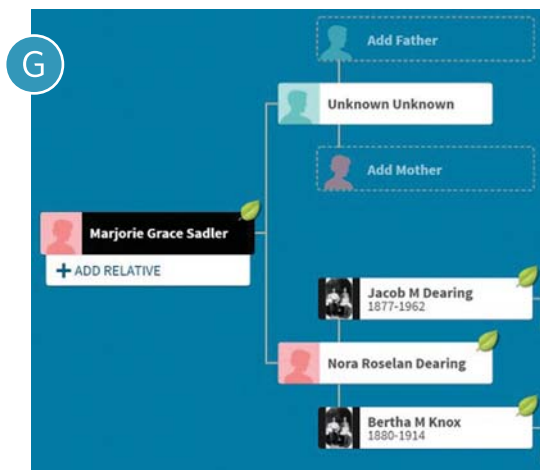 G
Add Father
Unknown Unknown
Add Mother
Marjorie Grace Sadler
+ ADD RELATIVE
Jacob M Dearing
1877-1962
Nora Roselan Dearing
Bertha M Knox
1880-1914